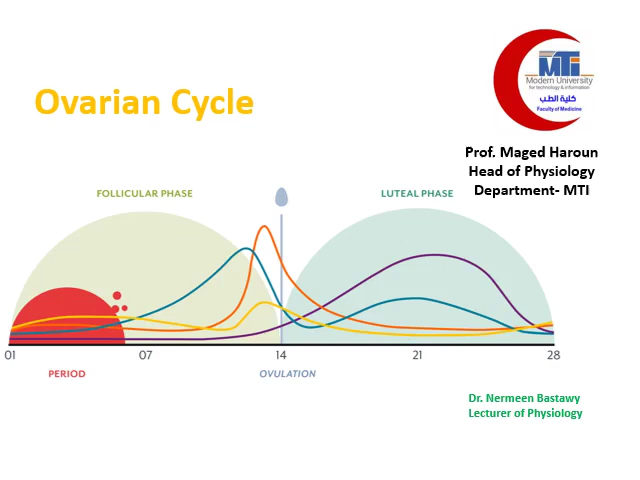 Ovarian Cycle
MTI
Modern University
for technology & information
كلية الطب
Faculty of Medicine
Prof. Maged Haroun
Head of Physiology
Department- MTI
FOLLICULAR PHASE
LUTEAL PHASE
01 07 14 21 28
PERIOD
OVULATION
Dr. Nermeen Bastawy
Lecturer of Physiology